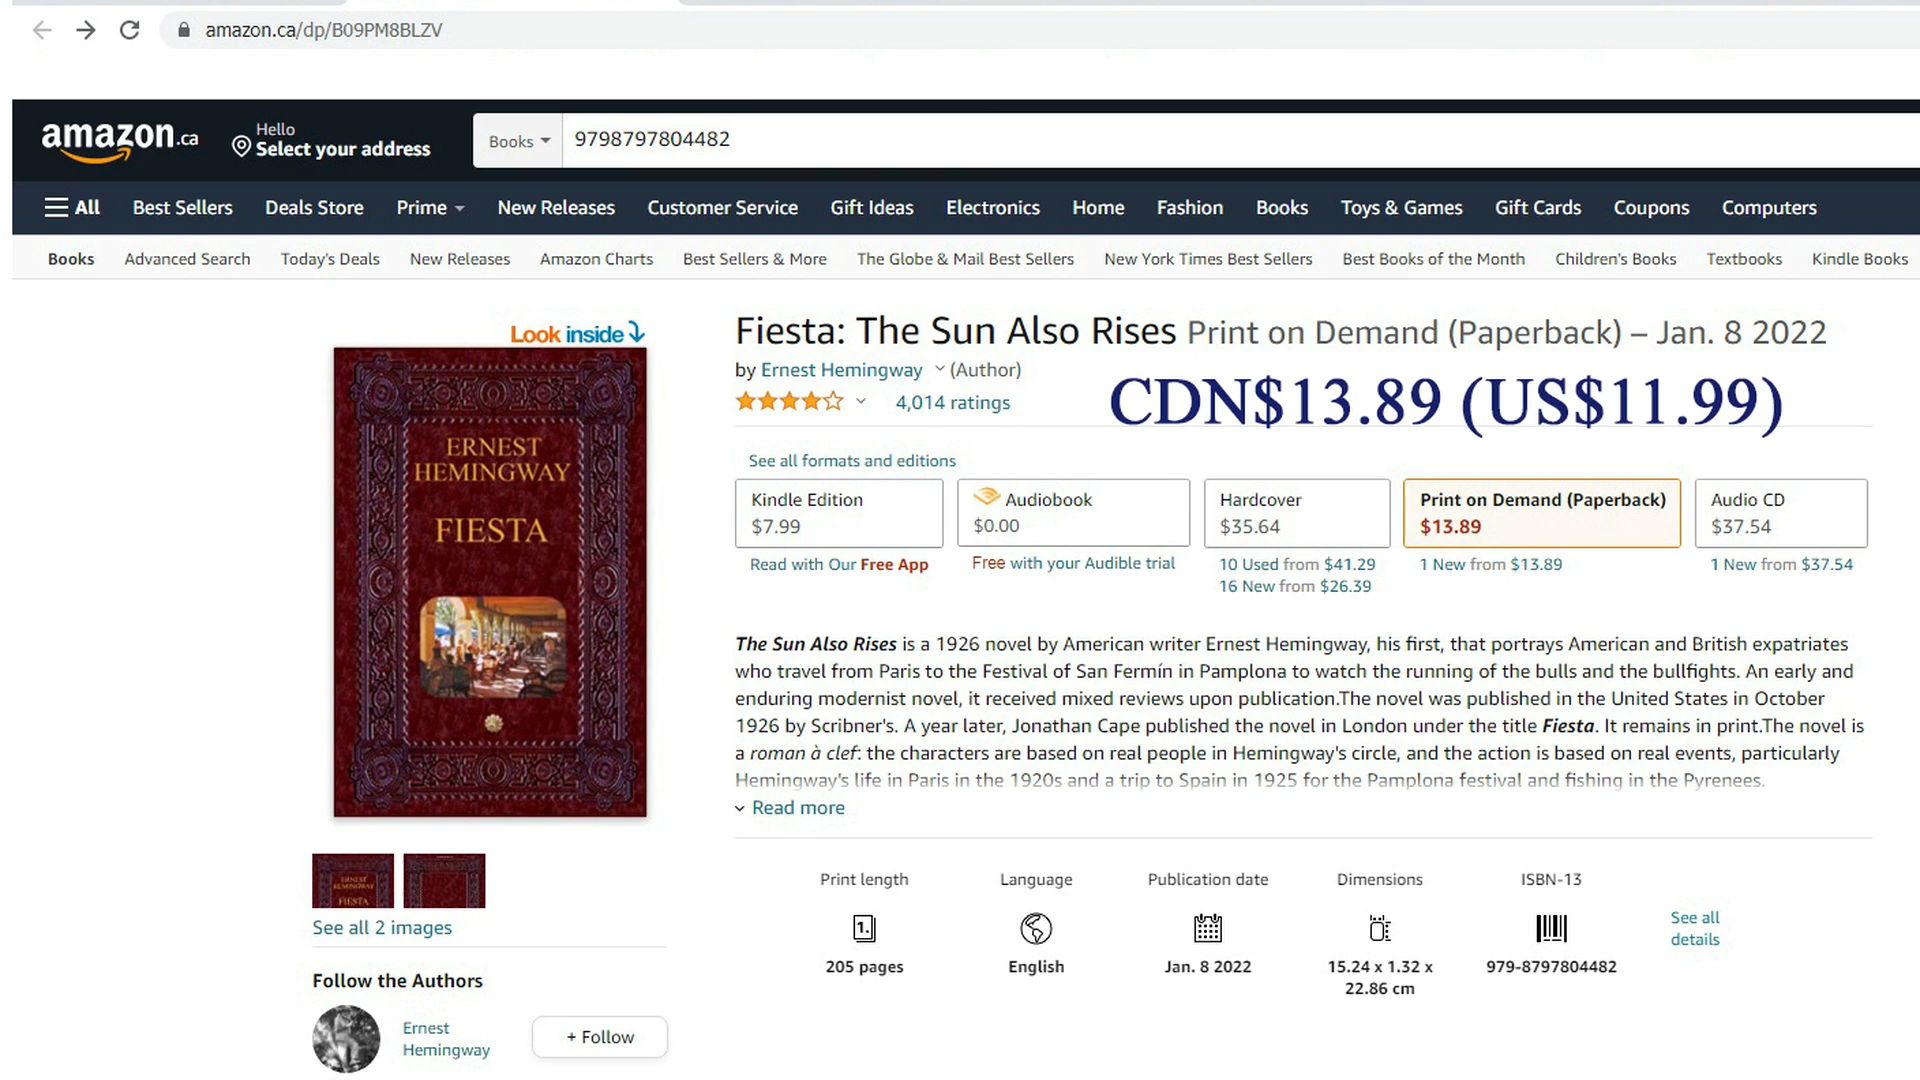 amazon.ca/dp/B09PM8BLZV
amazon.ca
Hello
Select your address
Books
9798797804482
All Best Sellers Deals Store Prime New Releases Customer Service Gift Ideas Electronics Home Fashion Books Toys & Games Gift Cards Coupons Computers
Books Advanced Search Today's Deals New Releases Amazon Charts Best Sellers & More The Globe & Mail Best Sellers New York Times Best Sellers Best Books of the Month Children's Books Textbooks Kindle Books
Look inside
ERNEST
HEMINGWAY
FIESTA
Fiesta: The Sun Also Rises Print on Demand (Paperback) – Jan. 8 2022
by Ernest Hemingway (Author)
4,014 ratings
CDN$13.89 (US$11.99)
See all formats and editions
Kindle Edition
$7.99
Read with Our Free App
Audiobook
$0.00
Free with your Audible trial
Hardcover
$35.64
10 Used from $41.29
16 New from $26.39
Print on Demand (Paperback)
$13.89
1 New from $13.89
Audio CD
$37.54
1 New from $37.54
The Sun Also Rises is a 1926 novel by American writer Ernest Hemingway, his first, that portrays American and British expatriates
who travel from Paris to the Festival of San Fermín in Pamplona to watch the running of the bulls and the bullfights. An early and
enduring modernist novel, it received mixed reviews upon publication.The novel was published in the United States in October
1926 by Scribner's. A year later, Jonathan Cape published the novel in London under the title Fiesta. It remains in print.The novel is
a roman à clef: the characters are based on real people in Hemingway's circle, and the action is based on real events, particularly
Hemingway's life in Paris in the 1920s and a trip to Spain in 1925 for the Pamplona festival and fishing in the Pyrenees.
Read more
ERNEST
HEMINGWAY
FIESTA
See all 2 images
Follow the Authors
Ernest
Hemingway
+ Follow
Print length
1.
205 pages
Language
English
Publication date
Jan. 8 2022
Dimensions
15.24 x 1.32 x
22.86 cm
ISBN-13
979-8797804482
See all
details